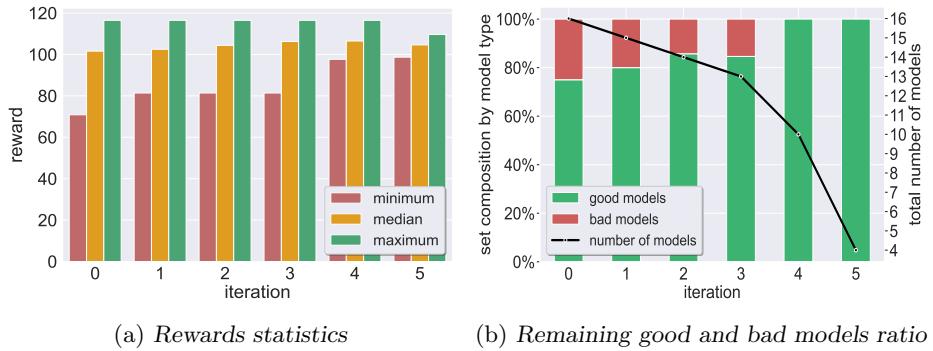 120
100
80
60
40
20
0
reward
minimum
median
maximum
0 1 2 3 4 5
iteration
100%
80%
60%
40%
20%
0%
set composition by model type
good models
bad models
number of models
16
15
14
13
12
11
10
9
8
7
6
5
4
total number of models
0 1 2 3 4 5
iteration
(a) Rewards statistics
(b) Remaining good and bad models ratio